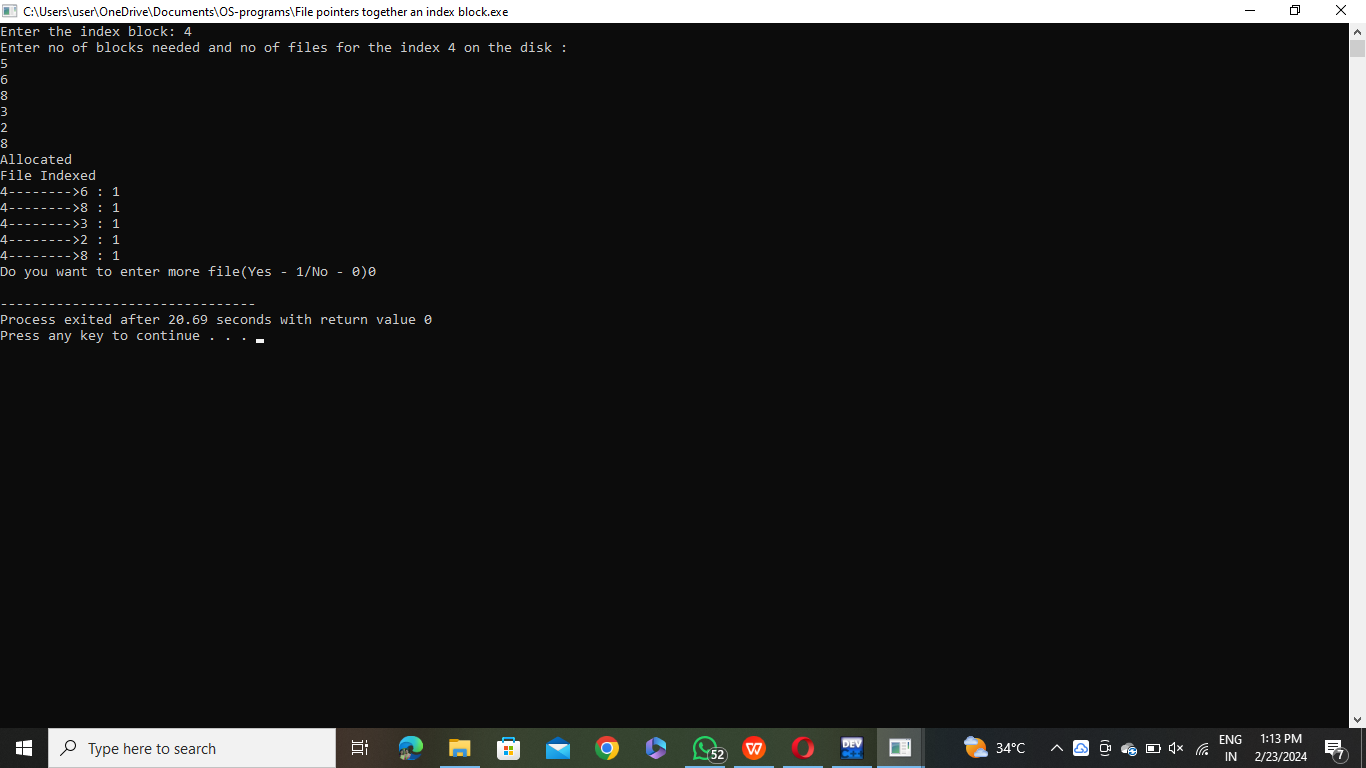 C:\Users\user\OneDrive\Documents\OS-programs\File pointers together an index block.exe
Enter the index block: 4
Enter no of blocks needed and no of files for the index 4 on the disk :
5
6
8
3
2
8
Allocated
File Indexed
4-------->6 : 1
4-------->8 : 1
4-------->3 : 1
4-------->2 : 1
4-------->8 : 1
Do you want to enter more file(Yes - 1/No - 0)0
--------------------------------
Process exited after 20.69 seconds with return value 0
Press any key to continue . . .
Type here to search
52
W
DEV
34°C
ENG
IN
1:13 PM
2/23/2024
7